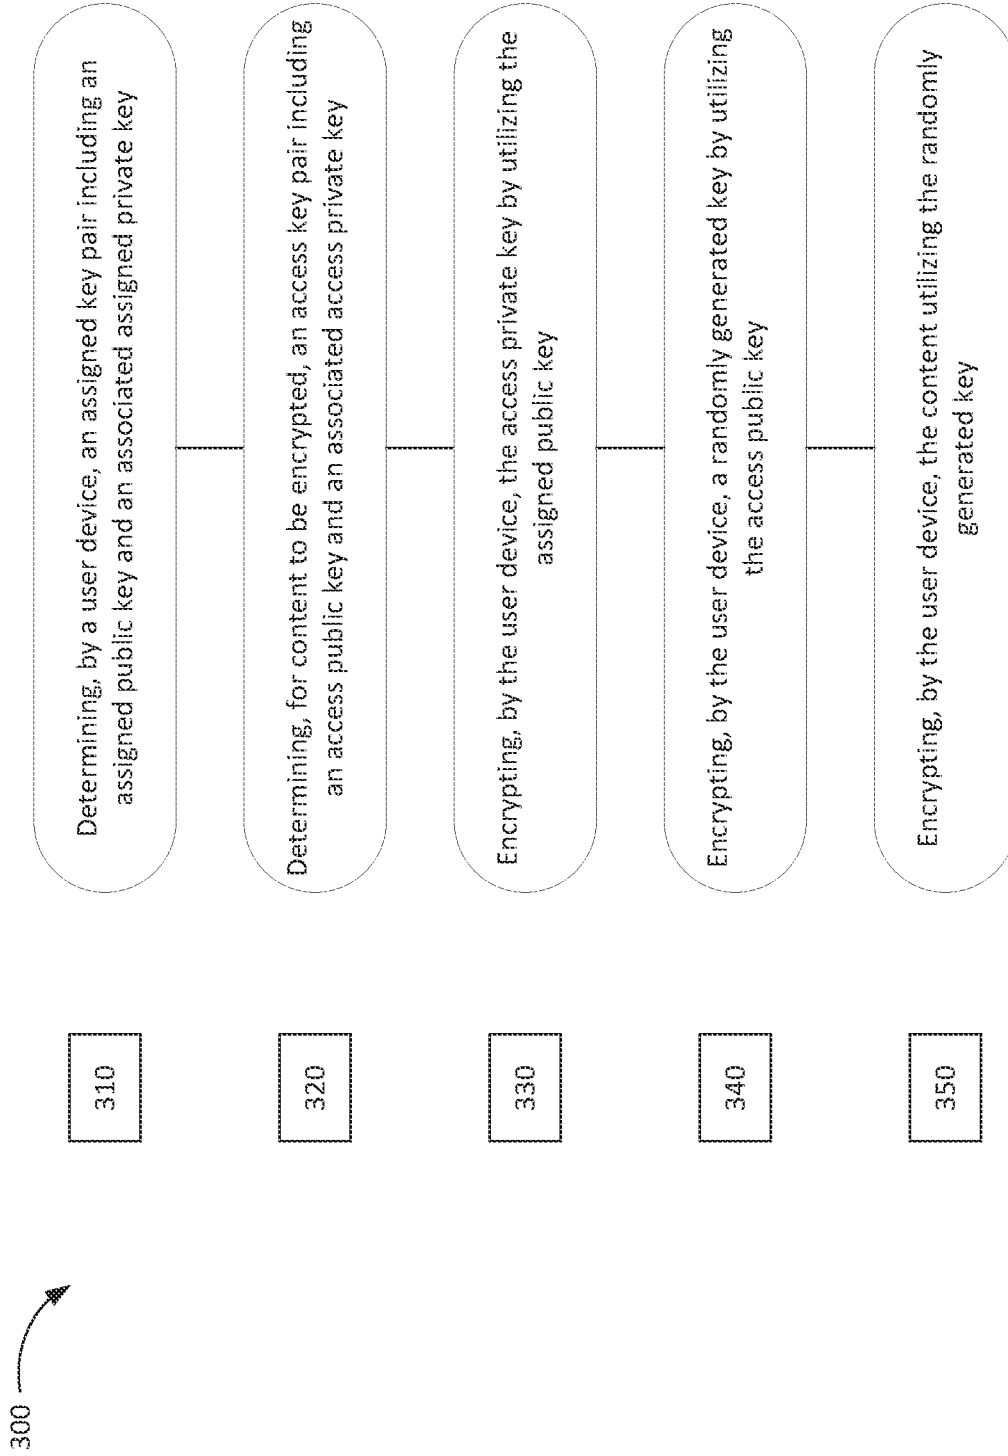 300
310
Determining, by a user device, an assigned key pair including an
assigned public key and an associated assigned private key
320
Determining, for content to be encrypted, an access key pair including
an access public key and an associated access private key
330
Encrypting, by the user device, the access private key by utilizing the
assigned public key
340
Encrypting, by the user device, a randomly generated key by utilizing
the access public key
350
Encrypting, by the user device, the content utilizing the randomly
generated key